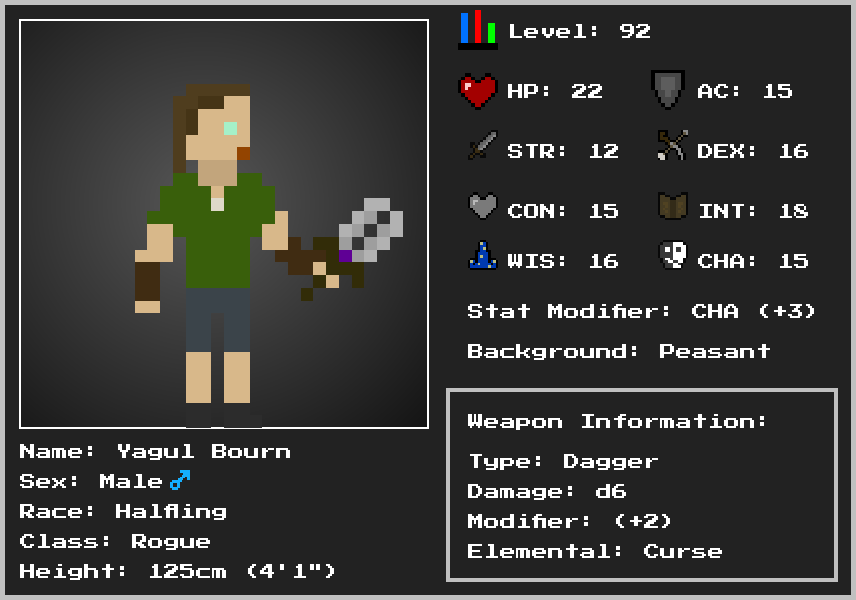 Level: 92
HP: 22 AC: 15
STR: 12 DEX: 16
CON: 15 INT: 18
WIS: 16 CHA: 15
Stat Modifier: CHA (+3)
Background: Peasant
Weapon Information:
Type: Dagger
Damage: d6
Modifier: (+2)
Elemental: Curse
Name: Yagul Bourn
Sex: Male ♂
Race: Halfling
Class: Rogue
Height: 125cm (4'1")